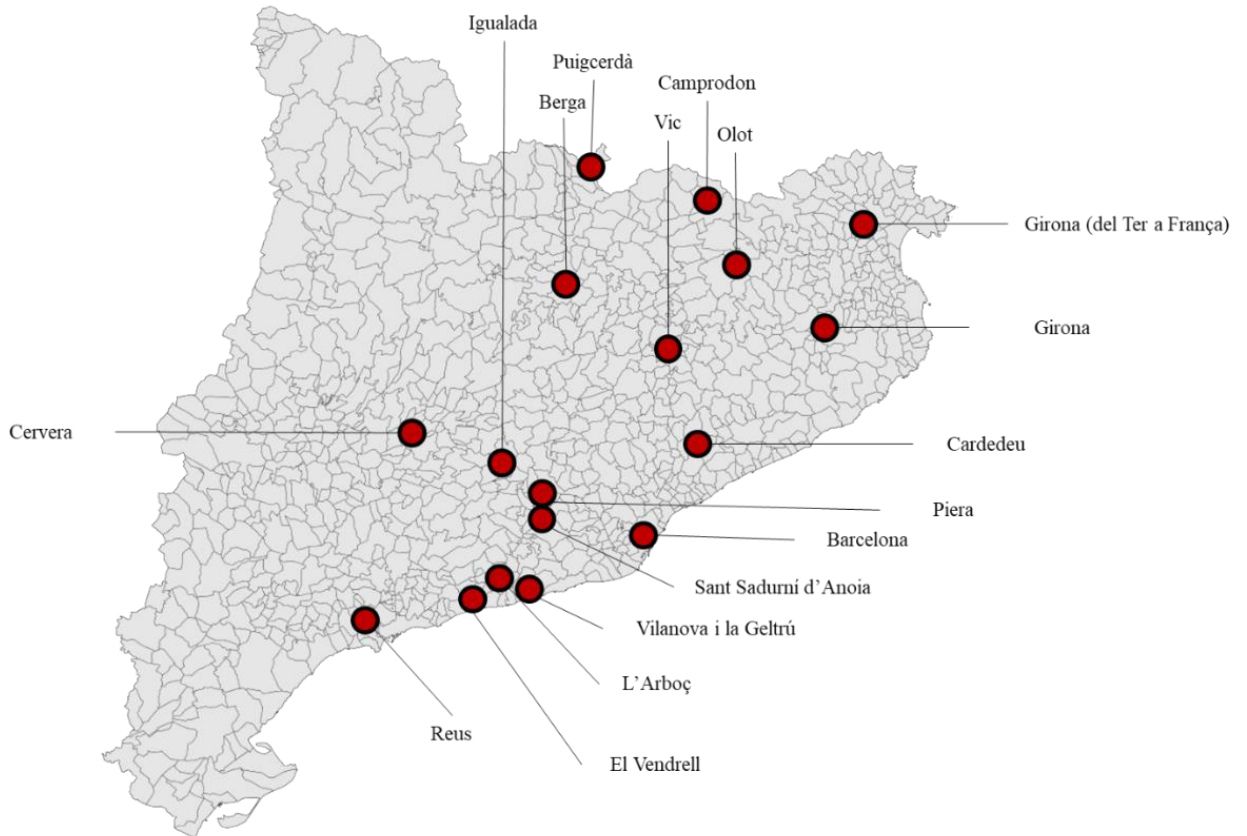 Igualada
Puigcerdà
Camprodon
Berga
Vic
Olot
Girona (del Ter a França)
Girona
Cervera
Cardedeu
Piera
Barcelona
Sant Sadurní d’Anoia
Vilanova i la Geltrú
L’Arboç
Reus
El Vendrell